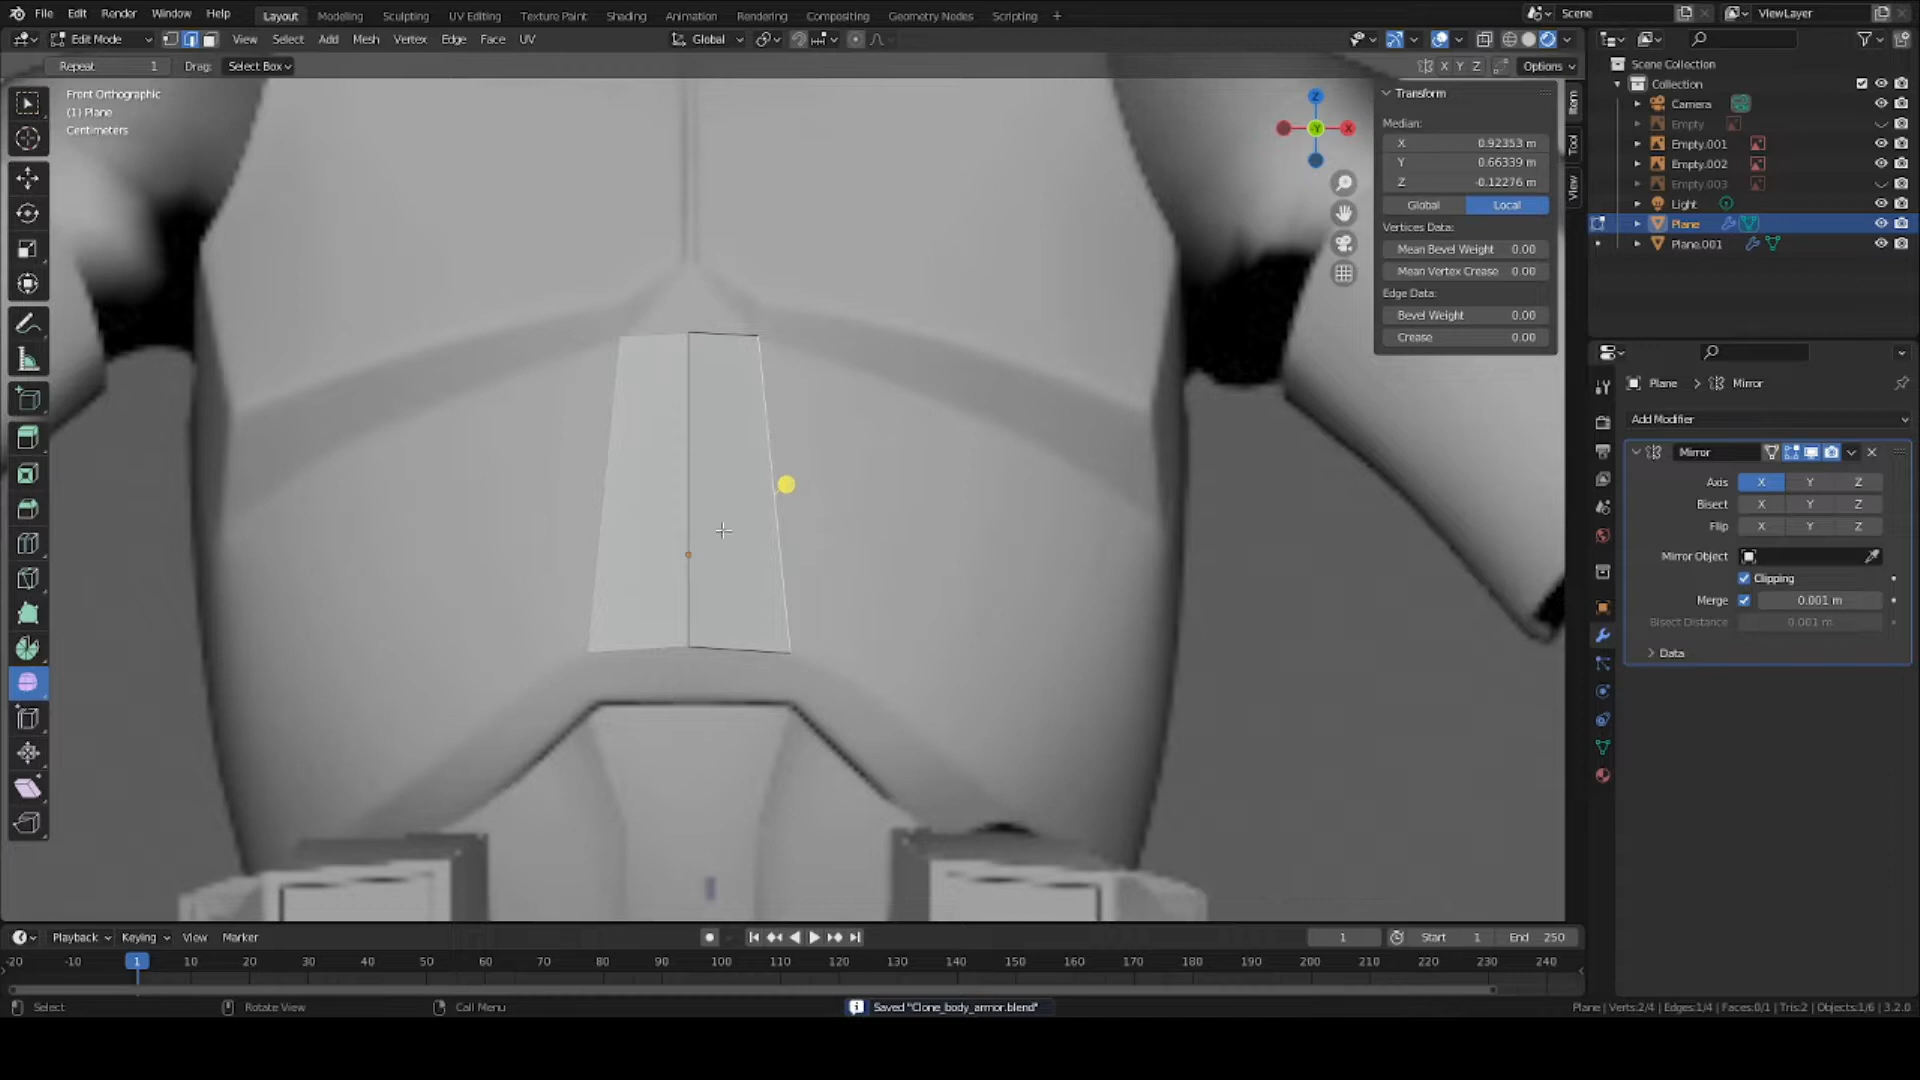 File Edit Render Window Help Layout Modeling Sculpting UV Editing Texture Paint Shading Animation Rendering Compositing Geometry Nodes Scripting + Scene ViewLayer
Edit Mode View Select Add Mesh Vertex Edge Face UV Global
Repeat 1 Drag: Select Box X Y Z Options
Scene Collection
Collection
Camera
Empty
Empty.001
Empty.002
Empty.003
Light
Plane
Plane.001
Front Orthographic
(1) Plane
Centimeters
Z
Y
X
Transform
Median:
X 0.92353 m
Y 0.66339 m
Z -0.12276 m
Global Local
Vertices Data:
Mean Bevel Weight 0.00
Mean Vertex Crease 0.00
Edge Data:
Bevel Weight 0.00
Crease 0.00
Item
Tool
View
Plane > Mirror
Add Modifier
Mirror
Axis X Y Z
Bisect X Y Z
Flip X Y Z
Mirror Object
Clipping
Merge 0.001 m
Bisect Distance 0.001 m
Data
Playback Keying View Marker 1 Start 1 End 250
-20 -10 1 10 20 30 40 50 60 70 80 90 100 110 120 130 140 150 160 170 180 190 200 210 220 230 240
Select Rotate View Call Menu Saved "Clone_body_armor.blend" Plane | Verts:2/4 | Edges:1/4 | Faces:0/1 | Tris:2 | Objects:1/6 | 3.2.0